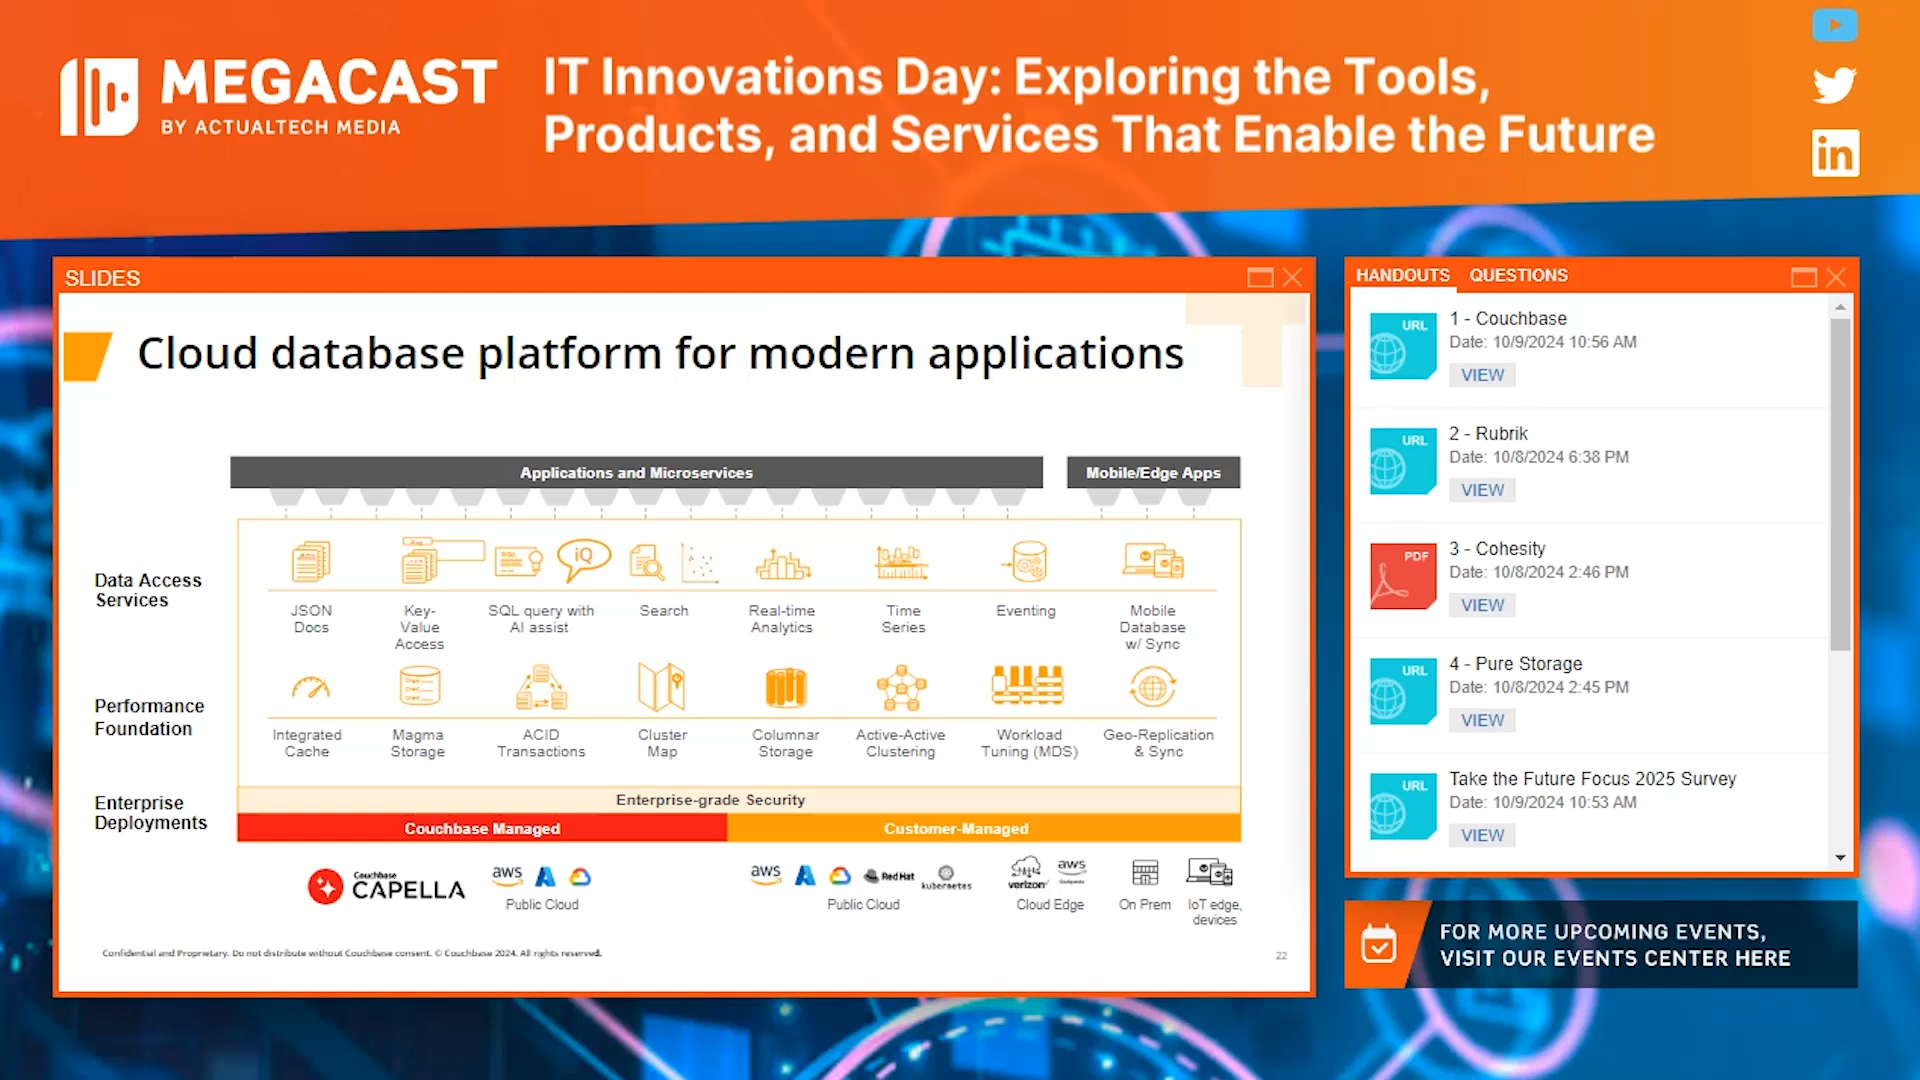 MEGACAST
BY ACTUALTECH MEDIA
IT Innovations Day: Exploring the Tools,
Products, and Services That Enable the Future
in
SLIDES
Cloud database platform for modern applications
Applications and Microservices
Mobile/Edge Apps
Data Access
Services
iQ
JSON
Docs
Key-
Value
Access
SQL query with
AI assist
Search
Real-time
Analytics
Time
Series
Eventing
Mobile
Database
w/ Sync
Performance
Foundation
Integrated
Cache
Magma
Storage
ACID
Transactions
Cluster
Map
Columnar
Storage
Active-Active
Clustering
Workload
Tuning (MDS)
Geo-Replication
& Sync
Enterprise
Deployments
Enterprise-grade Security
Couchbase Managed
Customer-Managed
Couchbase
CAPELLA
aws
Public Cloud
aws
Red Hat
kubernetes
Public Cloud
verizon
aws
Cloud Edge
On Prem
IoT edge,
devices
Confidential and Proprietary. Do not distribute without Couchbase consent. © Couchbase 2024. All rights reserved.
22
HANDOUTS
QUESTIONS
URL
1 - Couchbase
Date: 10/9/2024 10:56 AM
VIEW
URL
2 - Rubrik
Date: 10/8/2024 6:38 PM
VIEW
PDF
3 - Cohesity
Date: 10/8/2024 2:46 PM
VIEW
URL
4 - Pure Storage
Date: 10/8/2024 2:45 PM
VIEW
URL
Take the Future Focus 2025 Survey
Date: 10/9/2024 10:53 AM
VIEW
FOR MORE UPCOMING EVENTS,
VISIT OUR EVENTS CENTER HERE